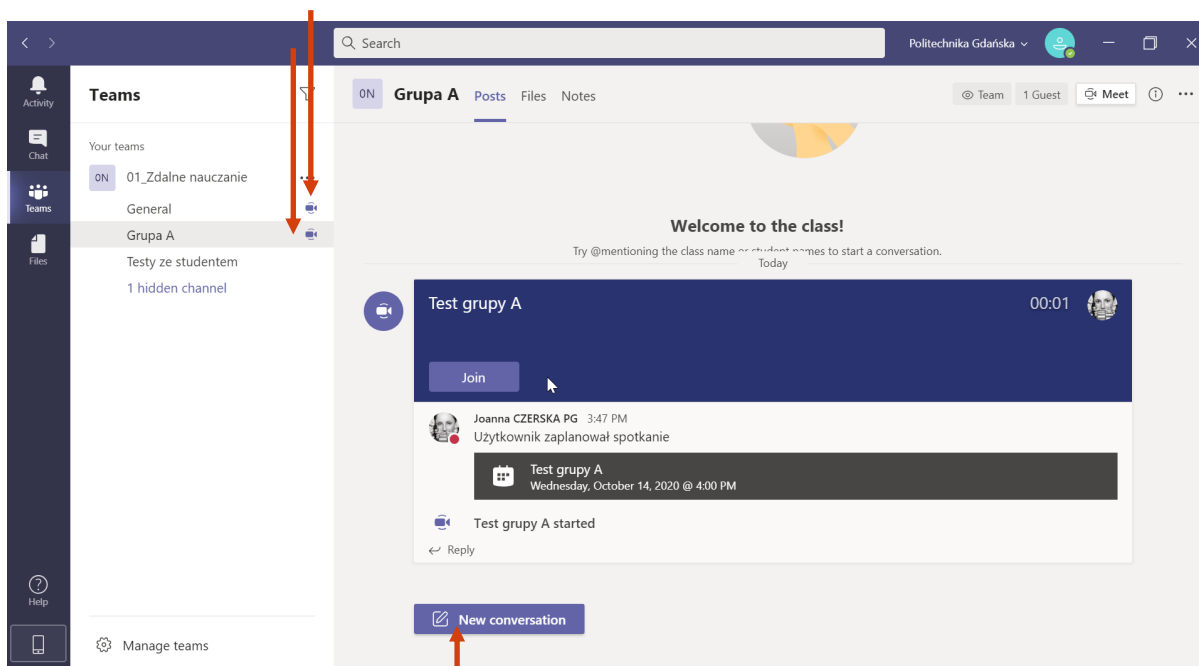 Search
Politechnika Gdańska
Activity
Chat
Teams
Files
Help
Teams
Your teams
0N 01_Zdalne nauczanie
General
Grupa A
Testy ze studentem
1 hidden channel
Manage teams
0N Grupa A Posts Files Notes
Team 1 Guest Meet
Welcome to the class!
Try @mentioning the class name or student names to start a conversation.
Today
Test grupy A 00:01
Join
Joanna CZERSKA PG 3:47 PM
Użytkownik zaplanował spotkanie
Test grupy A
Wednesday, October 14, 2020 @ 4:00 PM
Test grupy A started
Reply
New conversation